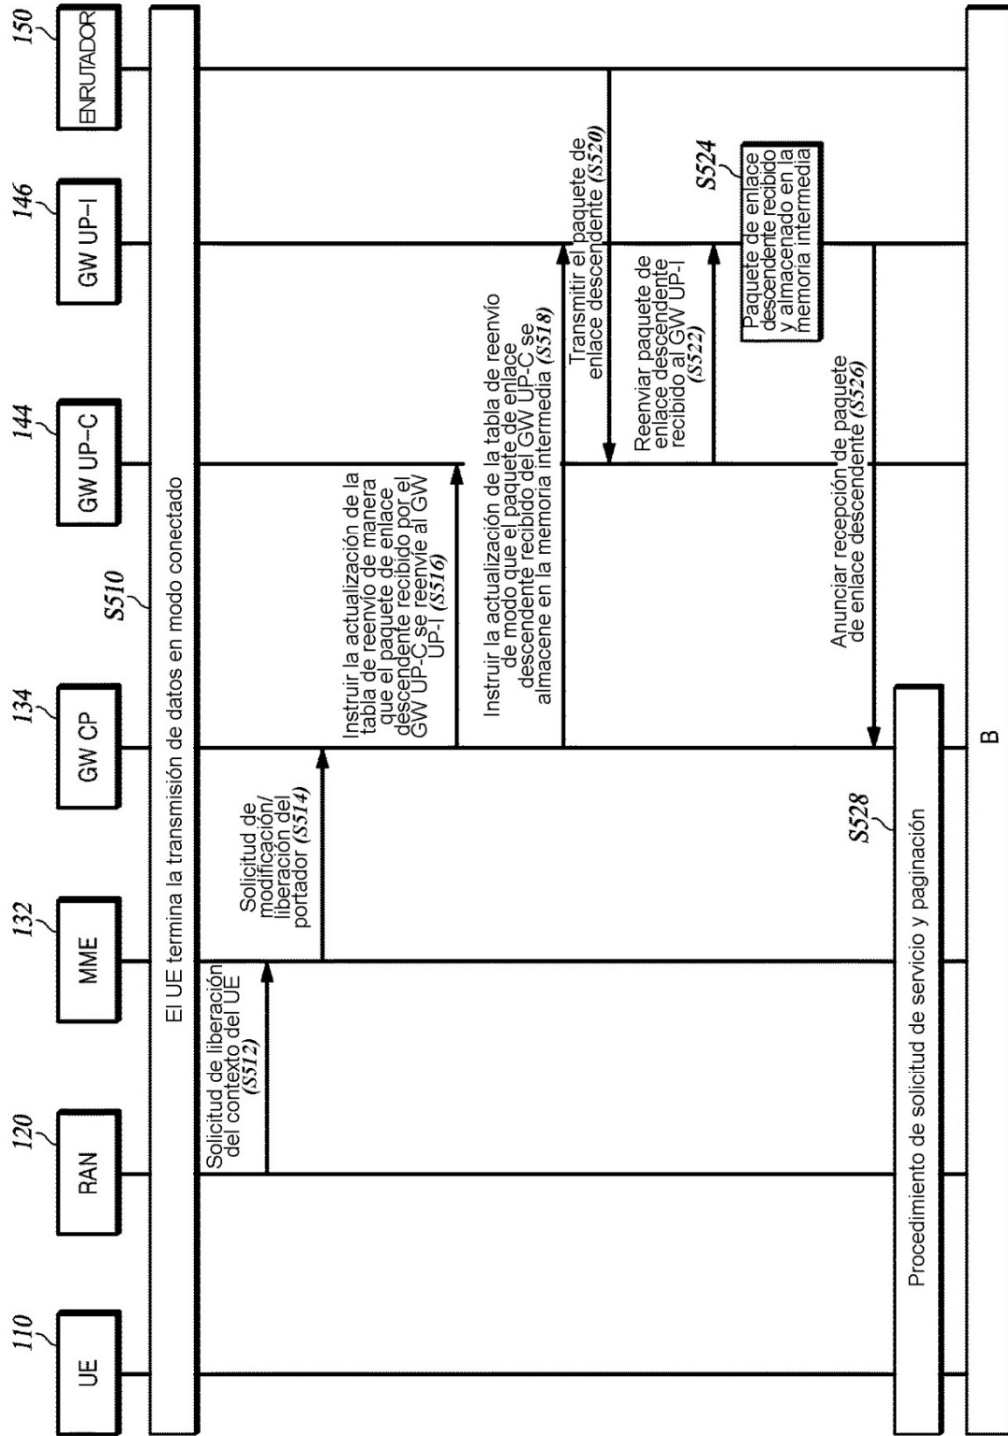 110
120
132
134
144
146
150
UE
RAN
MME
GW CP
GW UP-C
GW UP-I
ENRUTADOR
S510
El UE termina la transmisión de datos en modo conectado
Solicitud de liberación
del contexto del UE
(S512)
Solicitud de
modificación/
liberación del
portador (S514)
Instruir la actualización de la
tabla de reenvío de manera
que el paquete de enlace
descendente recibido por el
GW UP-C se reenvíe al GW
UP-I (S516)
Instruir la actualización de la tabla de reenvío
de modo que el paquete de enlace
descendente recibido del GW UP-C se
almacene en la memoria intermedia (S518)
Transmitir el paquete de
enlace descendente (S520)
Reenviar paquete de
enlace descendente
recibido al GW UP-I
(S522)
S524
Paquete de enlace
descendente recibido
y almacenado en la
memoria intermedia
Anunciar recepción de paquete
de enlace descendente (S526)
S528
Procedimiento de solicitud de servicio y paginación
B